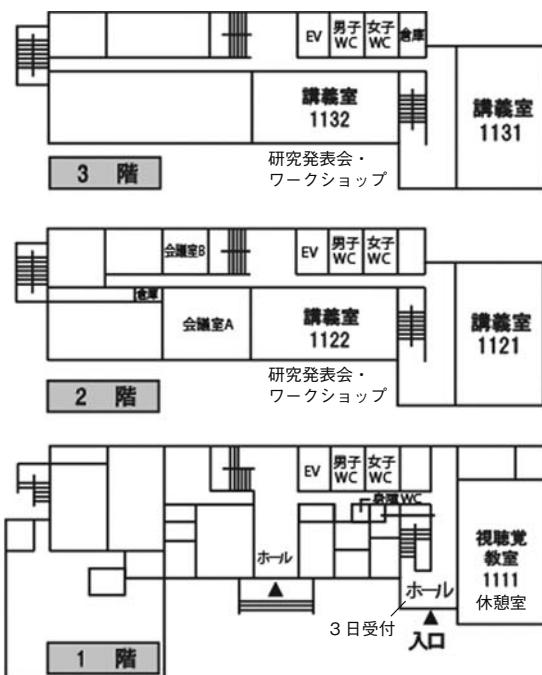 EV
男子
WC
女子
WC
倉庫
講義室
1132
講義室
1131
研究発表会・
ワークショップ
3 階
会議室B
EV
男子
WC
女子
WC
倉庫
会議室A
講義室
1122
講義室
1121
研究発表会・
ワークショップ
2 階
EV
男子
WC
女子
WC
身障WC
ホール
視聴覚
教室
1111
休憩室
ホール
3日受付
入口
1 階